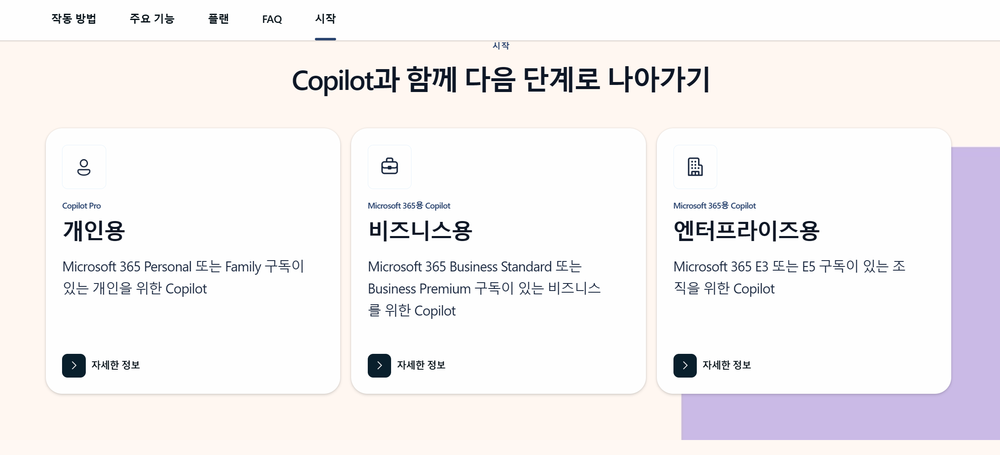 작동 방법
주요 기능
플랜
FAQ
시작
시작
Copilot과 함께 다음 단계로 나아가기
Copilot Pro
개인용
Microsoft 365 Personal 또는 Family 구독이
있는 개인을 위한 Copilot
자세한 정보
Microsoft 365용 Copilot
비즈니스용
Microsoft 365 Business Standard 또는
Business Premium 구독이 있는 비즈니스
를 위한 Copilot
자세한 정보
Microsoft 365용 Copilot
엔터프라이즈용
Microsoft 365 E3 또는 E5 구독이 있는 조
직을 위한 Copilot
자세한 정보